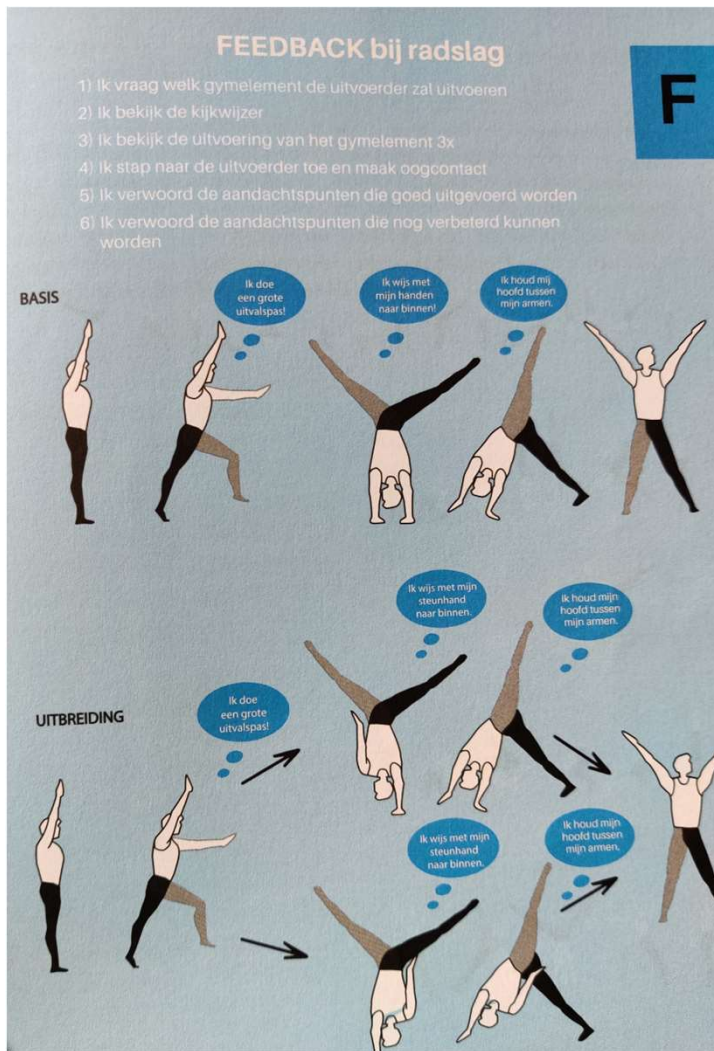 FEEDBACK bij radslag
F
1) Ik vraag welk gymelement de uitvoerder zal uitvoeren
2) Ik bekijk de kijkwijzer
3) Ik bekijk de uitvoering van het gymelement 3x
4) Ik stap naar de uitvoerder toe en maak oogcontact
5) Ik verwoord de aandachtspunten die goed uitgevoerd worden
6) Ik verwoord de aandachtspunten die nog verbeterd kunnen
worden
BASIS
Ik doe
een grote
uitvalspas!
Ik wijs met
mijn handen
naar binnen!
Ik houd mij
hoofd tussen
mijn armen.
UITBREIDING
Ik doe
een grote
uitvalspas!
Ik wijs met mijn
steunhand
naar binnen.
Ik houd mijn
hoofd tussen
mijn armen.
Ik wijs met mijn
steunhand
naar binnen.
Ik houd mijn
hoofd tussen
mijn armen.